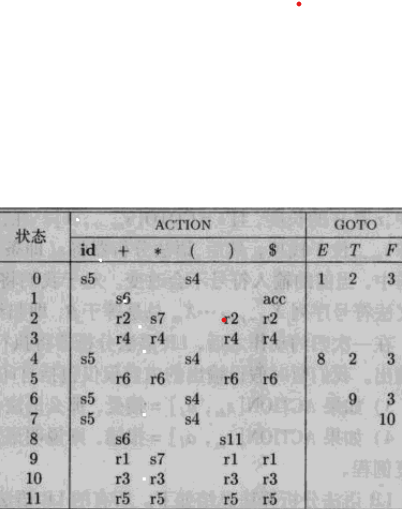 状态 ACTION GOTO
id + * ( ) $ E T F
0 s5 s4 1 2 3
1 s6 acc
2 r2 s7 r2 r2
3 r4 r4 r4 r4
4 s5 s4 8 2 3
5 r6 r6 r6 r6
6 s5 s4 9 3
7 s5 s4 10
8 s6 s11
9 r1 s7 r1 r1
10 r3 r3 r3 r3
11 r5 r5 r5 r5